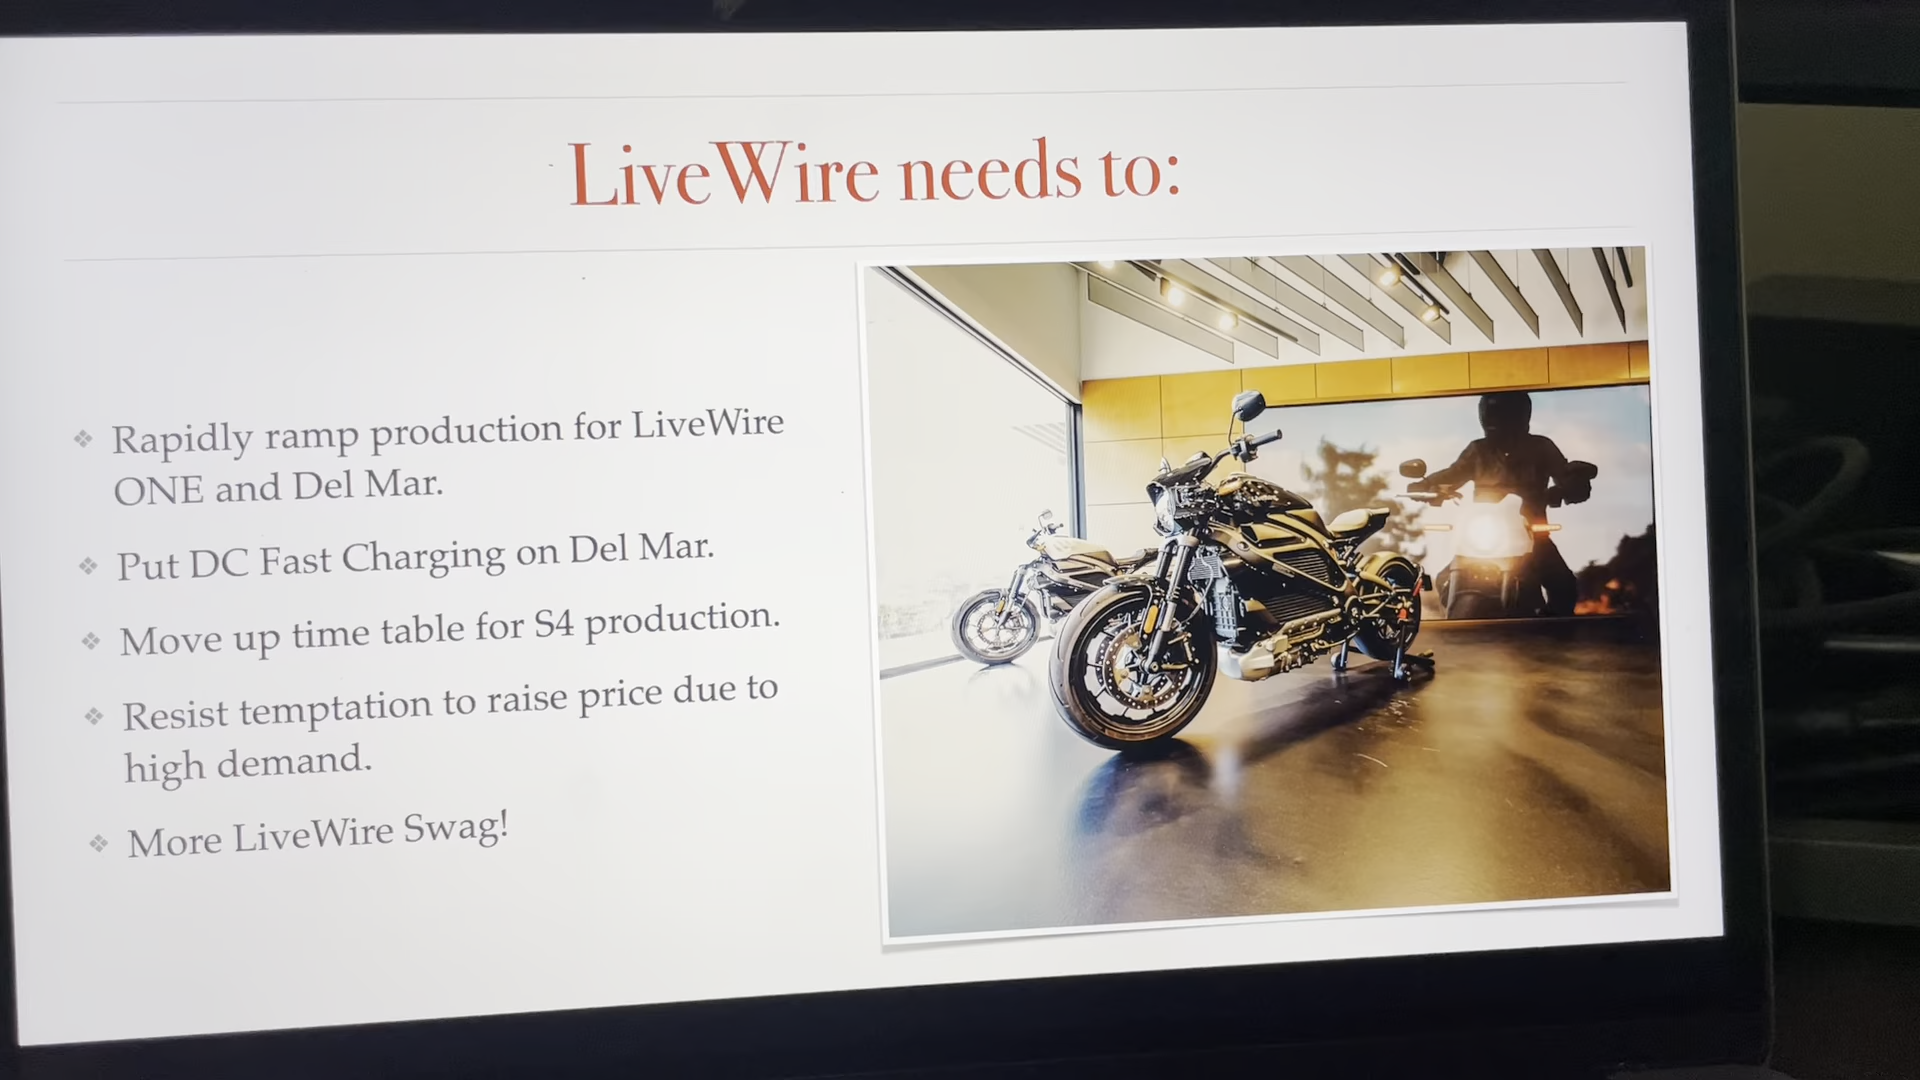 LiveWire needs to:
Rapidly ramp production for LiveWire
ONE and Del Mar.
Put DC Fast Charging on Del Mar.
Move up time table for S4 production.
Resist temptation to raise price due to
high demand.
More LiveWire Swag!